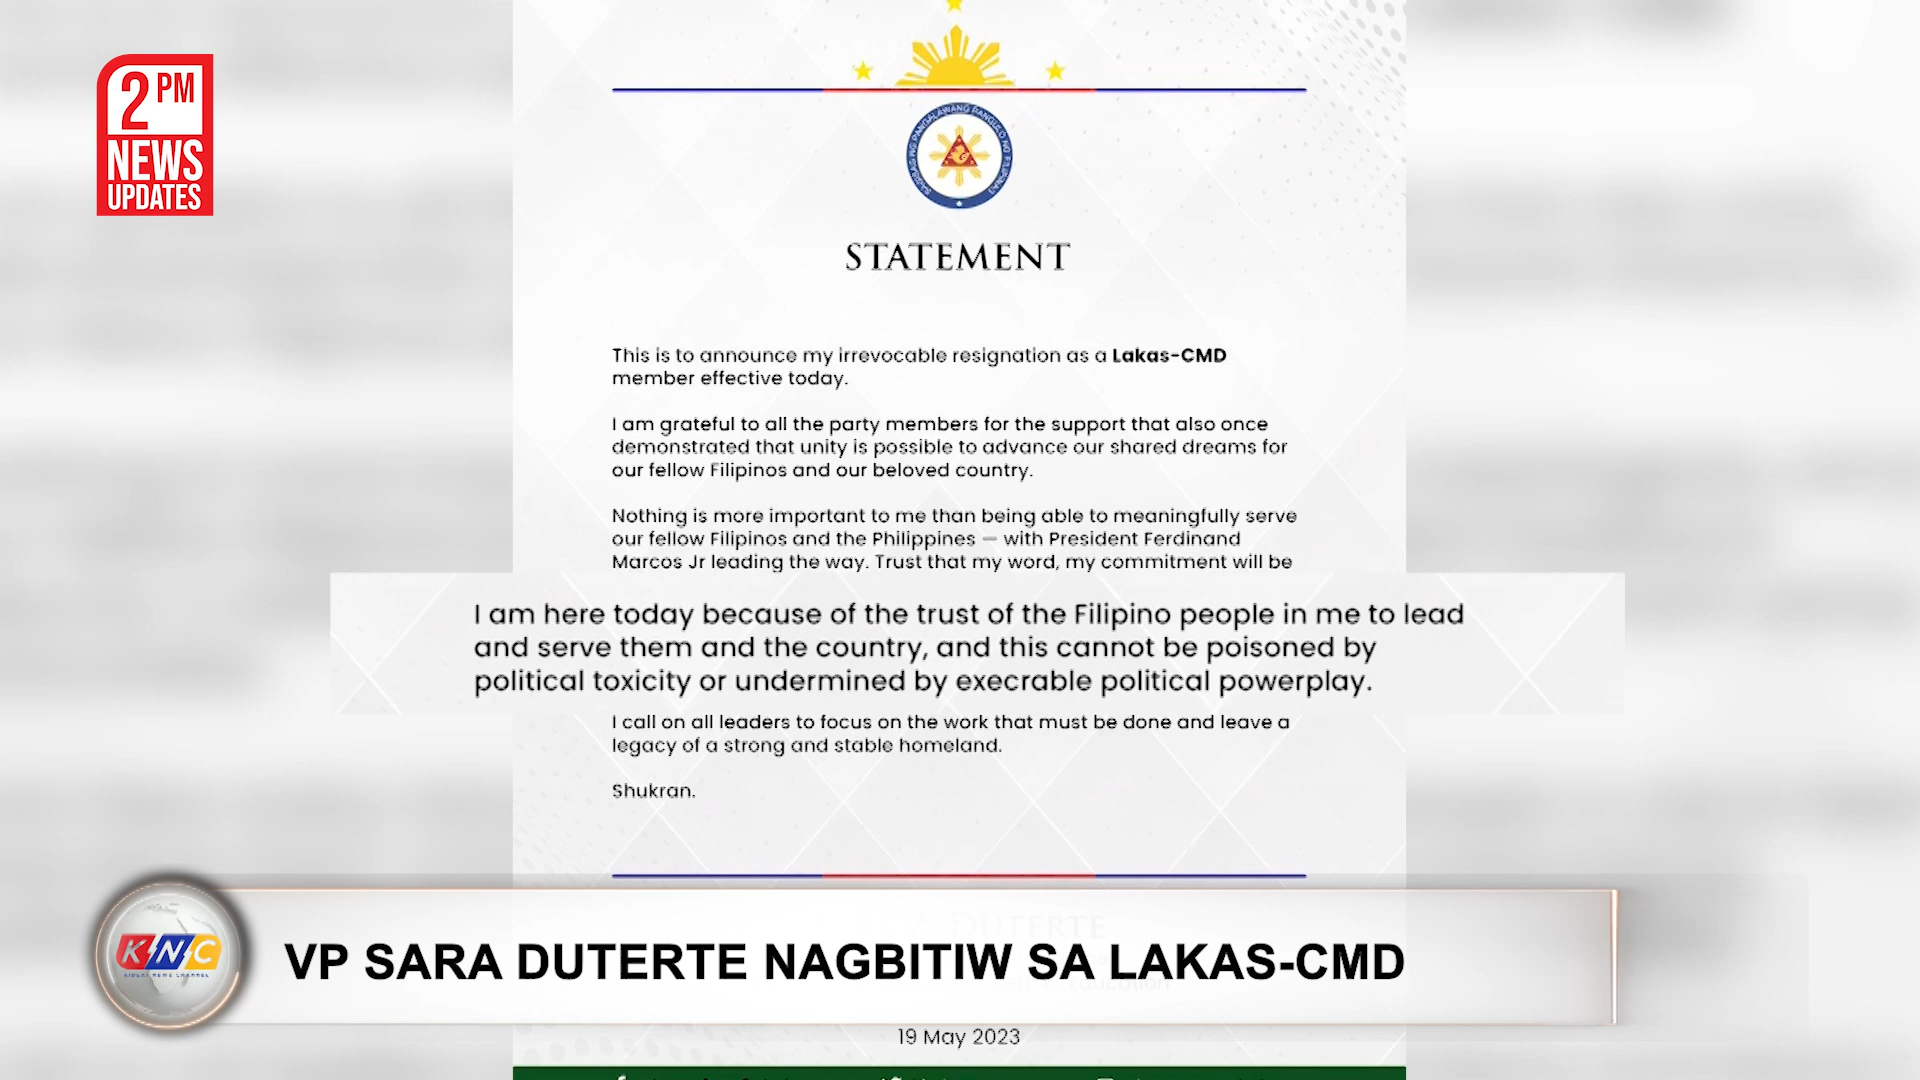 2 PM
NEWS
UPDATES
STATEMENT
This is to announce my irrevocable resignation as a Lakas-CMD
member effective today.
I am grateful to all the party members for the support that also once
demonstrated that unity is possible to advance our shared dreams for
our fellow Filipinos and our beloved country.
Nothing is more important to me than being able to meaningfully serve
our fellow Filipinos and the Philippines — with President Ferdinand
Marcos Jr leading the way. Trust that my word, my commitment will be
I am here today because of the trust of the Filipino people in me to lead
and serve them and the country, and this cannot be poisoned by
political toxicity or undermined by execrable political powerplay.
I call on all leaders to focus on the work that must be done and leave a
legacy of a strong and stable homeland.
Shukran.
DUTERTE
KNC
VP SARA DUTERTE NAGBITIW SA LAKAS-CMD
19 May 2023